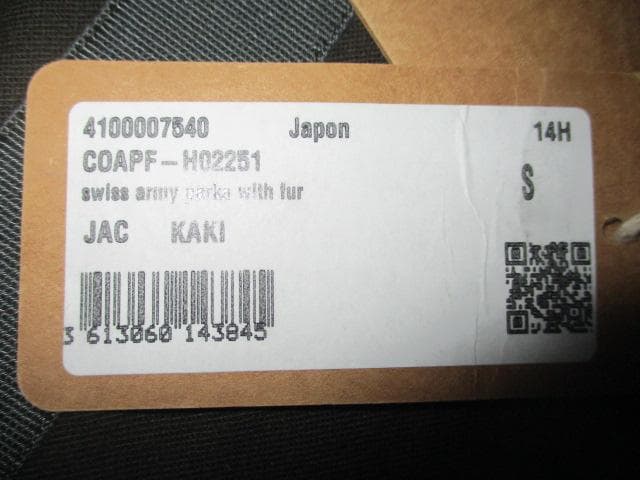 4100007540 Japon 14H
COAPF-H02251
swiss army parka with fur
S
JAC KAKI
3 613060 143845